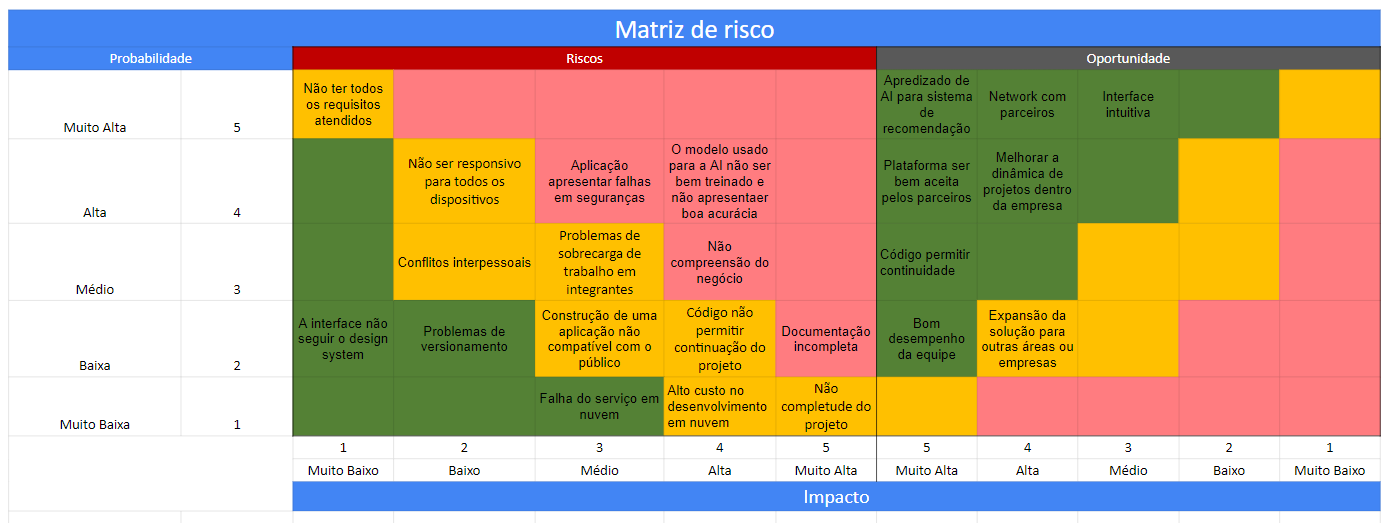 Matriz de risco
Probabilidade
Riscos
Oportunidade
Muito Alta
5
Não ter todos
os requisitos
atendidos
Apredizado de
AI para sistema
de
recomendação
Network com
parceiros
Interface
intuitiva
Alta
4
Não ser responsivo
para todos os
dispositivos
Aplicação
apresentar falhas
em seguranças
O modelo usado
para a AI não ser
bem treinado e
não apresentaer
boa acurácia
Plataforma ser
bem aceita
pelos parceiros
Melhorar a
dinâmica de
projetos dentro
da empresa
Médio
3
Conflitos interpessoais
Problemas de
sobrecarga de
trabalho em
integrantes
Não
compreensão do
negócio
Código permitir
continuidade
Baixa
2
A interface não
seguir o design
system
Problemas de
versionamento
Construção de uma
aplicação não
compatível com o
público
Código não
permitir
continuação do
projeto
Documentação
incompleta
Bom
desempenho
da equipe
Expansão da
solução para
outras áreas ou
empresas
Muito Baixa
1
Falha do serviço em
nuvem
Alto custo no
desenvolvimento
em nuvem
Não
completude do
projeto
1
2
3
4
5
5
4
3
2
1
Muito Baixo
Baixo
Médio
Alta
Muito Alta
Muito Alta
Alta
Médio
Baixo
Muito Baixo
Impacto